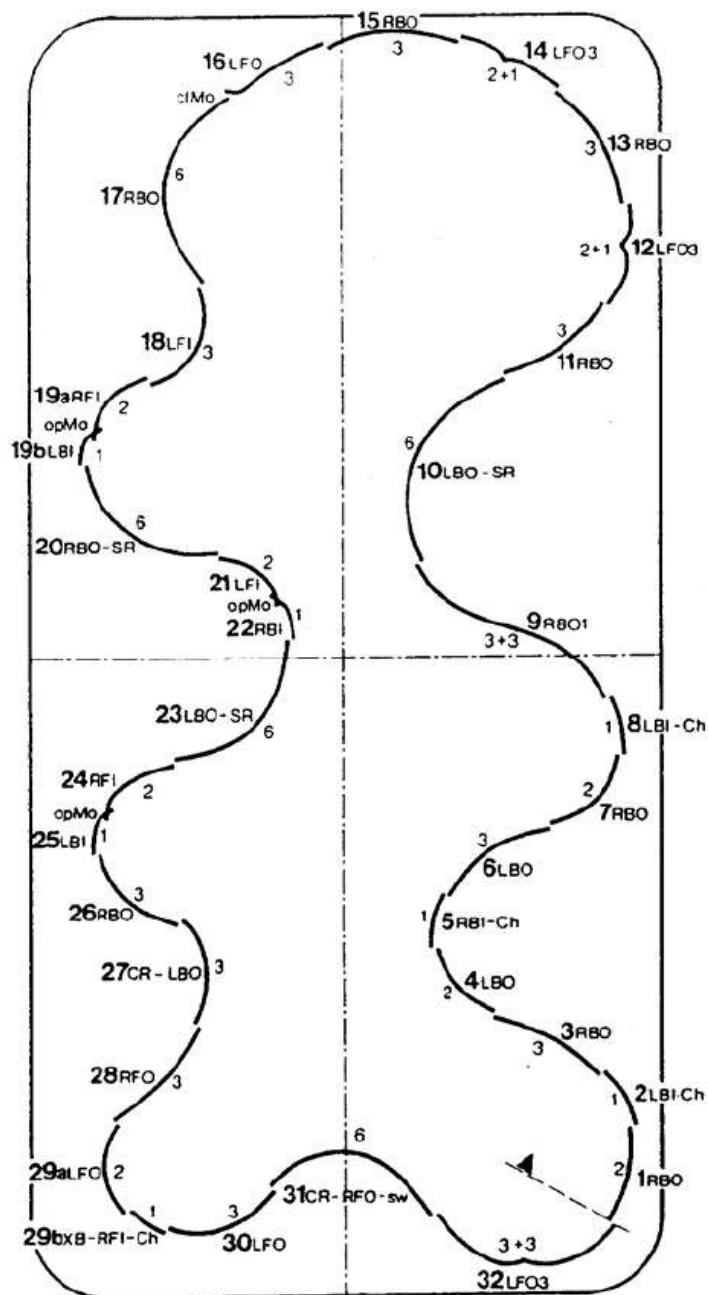 15RBO
3
16LFO
3
14LFO3
2+1
clMo
13RBO
3
6
17RBO
12LFO3
2+1
18LFI
3
3
11RBO
19aRFI
2
opMo
19bLBI
1
6
10LBO-SR
6
20RBO-SR
2
21LFI
opMo
1
22RBI
9RBOI
3+3
23LBO-SR
6
8LBI-Ch
1
24RFI
2
opMo
25LBI
1
2
7RBO
3
6LBO
3
26RBO
1
5RBI-Ch
27CR-LBO
3
4LBO
2
3RBO
3
28RFO
3
2LBI-Ch
1
6
29aLFO
2
31CR-RFO-sw
2
1RBO
1
29bXB-RFI-Ch
3
30LFO
3+3
32LFO3